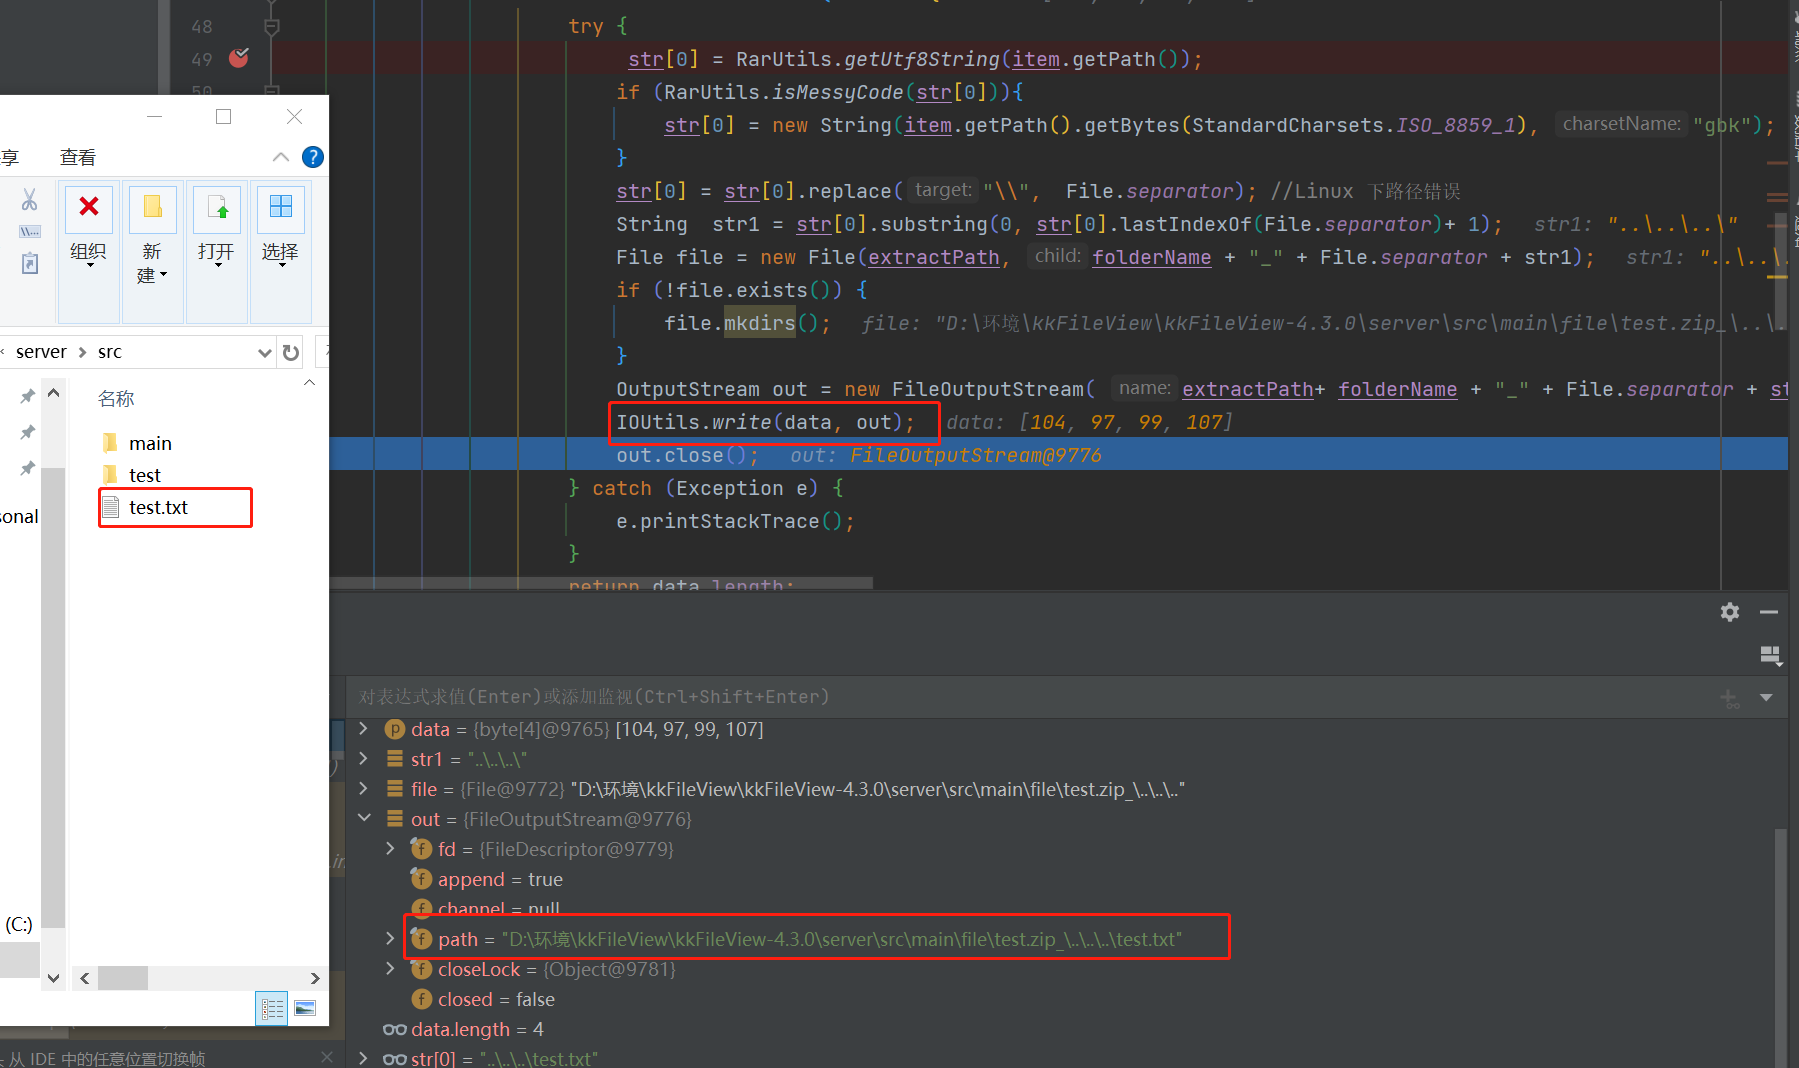 48
try {
49
str[0] = RarUtils.getUtf8String(item.getPath());
50
if (RarUtils.isMessyCode(str[0])){
str[0] = new String(item.getPath().getBytes(StandardCharsets.ISO_8859_1), charsetName: "gbk");
}
str[0] = str[0].replace( target: "\\", File.separator); //Linux 下路径错误
String str1 = str[0].substring(0, str[0].lastIndexOf(File.separator)+ 1); str1: "..\..\..\"
File file = new File(extractPath, child: folderName + "_" + File.separator + str1); str1: "..\..\.
if (!file.exists()) {
file.mkdirs(); file: "D:\环境\kkFileView\kkFileView-4.3.0\server\src\main\file\test.zip_\..\.
}
OutputStream out = new FileOutputStream( name: extractPath+ folderName + "_" + File.separator + st
IOUtils.write(data, out); data: [104, 97, 99, 107]
out.close(); out: FileOutputStream@9776
} catch (Exception e) {
e.printStackTrace();
}
return data.length;
享 查看
组织
新建
打开
选择
server > src
名称
main
test
test.txt
sonal
(C:)
对表达式求值(Enter)或添加监视(Ctrl+Shift+Enter)
data = {byte[4]@9765} [104, 97, 99, 107]
str1 = "..\..\..\"
file = {File@9772} "D:\环境\kkFileView\kkFileView-4.3.0\server\src\main\file\test.zip_\..\..\.."
out = {FileOutputStream@9776}
fd = {FileDescriptor@9779}
append = true
channel = null
path = "D:\环境\kkFileView\kkFileView-4.3.0\server\src\main\file\test.zip_\..\..\..\test.txt"
closeLock = {Object@9781}
closed = false
data.length = 4
str[0] = "..\..\..\test.txt"
从 IDE 中的任意位置切换帧